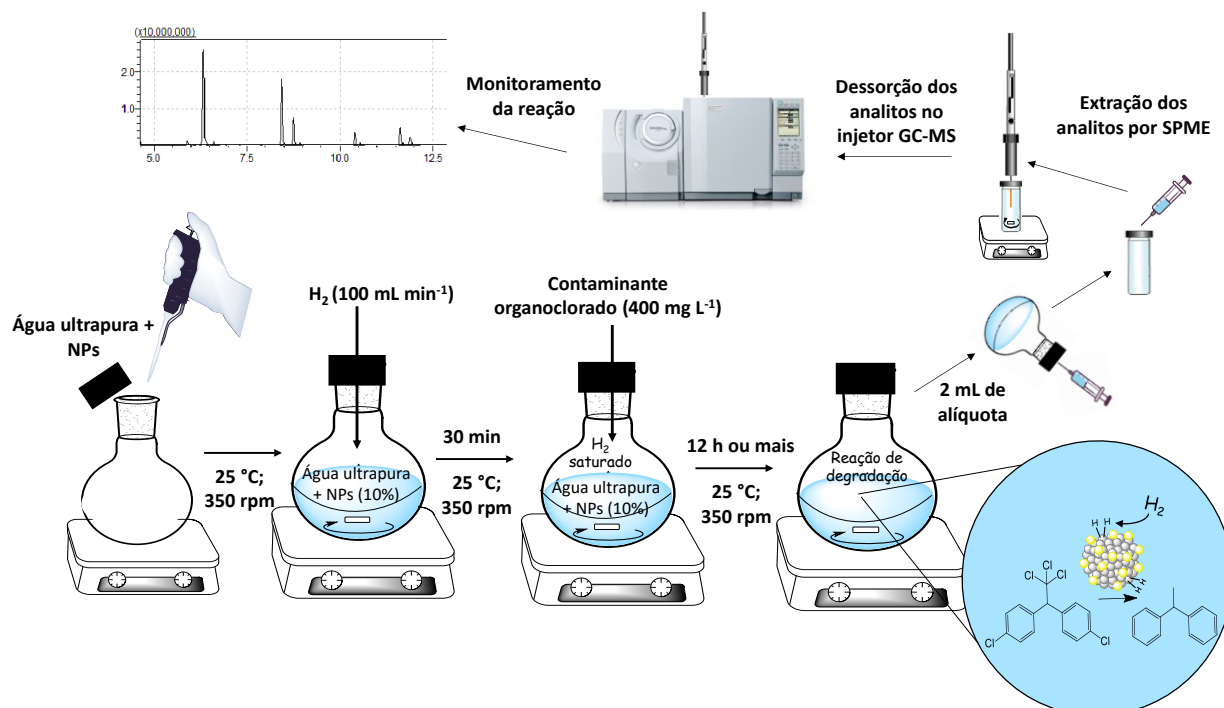 (x10.000.000)
2.0
1.0
5.0
7.5
10.0
12.5
Monitoramento
da reação
Dessorção dos
analitos no
injetor GC-MS
Extração dos
analitos por SPME
Água ultrapura +
NPs
25 °C;
350 rpm
H₂ (100 mL min⁻¹)
Água ultrapura
+ NPs (10%)
30 min
25 °C;
350 rpm
Contaminante
organoclorado (400 mg L⁻¹)
H₂
saturado
Água ultrapura
+ NPs (10%)
12 h ou mais
25 °C;
350 rpm
Reação de
degradação
2 mL de
alíquota
H H
H₂
H
H
Cl
Cl
Cl
Cl
Cl